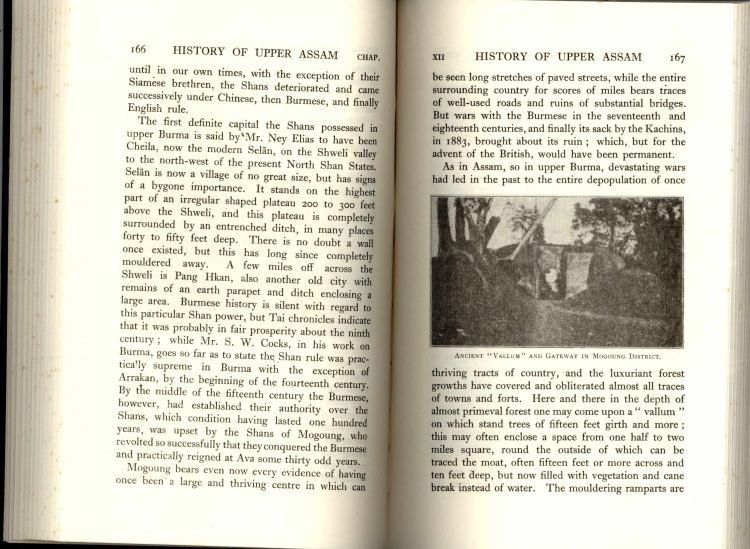 166 HISTORY OF UPPER ASSAM CHAP.
until in our own times, with the exception of their
Siamese brethren, the Shans deteriorated and came
successively under Chinese, then Burmese, and finally
English rule.
The first definite capital the Shans possessed in
upper Burma is said by Mr. Ney Elias to have been
Cheila, now the modern Selān, on the Shweli valley
to the north-west of the present North Shan States.
Selān is now a village of no great size, but has signs
of a bygone importance. It stands on the highest
part of an irregular shaped plateau 200 to 300 feet
above the Shweli, and this plateau is completely
surrounded by an entrenched ditch, in many places
forty to fifty feet deep. There is no doubt a wall
once existed, but this has long since completely
mouldered away. A few miles off across the
Shweli is Pang Hkan, also another old city with
remains of an earth parapet and ditch enclosing a
large area. Burmese history is silent with regard to
this particular Shan power, but Tai chronicles indicate
that it was probably in fair prosperity about the ninth
century; while Mr. S. W. Cocks, in his work on
Burma, goes so far as to state the Shan rule was prac-
tically supreme in Burma with the exception of
Arrakan, by the beginning of the fourteenth century.
By the middle of the fifteenth century the Burmese,
however, had established their authority over the
Shans, which condition having lasted one hundred
years, was upset by the Shans of Mogoung, who
revolted so successfully that they conquered the Burmese
and practically reigned at Ava some thirty odd years.
Mogoung bears even now every evidence of having
once been a large and thriving centre in which can
XII HISTORY OF UPPER ASSAM 167
be seen long stretches of paved streets, while the entire
surrounding country for scores of miles bears traces
of well-used roads and ruins of substantial bridges.
But wars with the Burmese in the seventeenth and
eighteenth centuries, and finally its sack by the Kachins,
in 1883, brought about its ruin; which, but for the
advent of the British, would have been permanent.
As in Assam, so in upper Burma, devastating wars
had led in the past to the entire depopulation of once
ANCIENT "VALLUM" AND GATEWAY IN MOGOUNG DISTRICT.
thriving tracts of country, and the luxuriant forest
growths have covered and obliterated almost all traces
of towns and forts. Here and there in the depth of
almost primeval forest one may come upon a "vallum"
on which stand trees of fifteen feet girth and more;
this may often enclose a space from one half to two
miles square, round the outside of which can be
traced the moat, often fifteen feet or more across and
ten feet deep, but now filled with vegetation and cane
break instead of water. The mouldering ramparts are